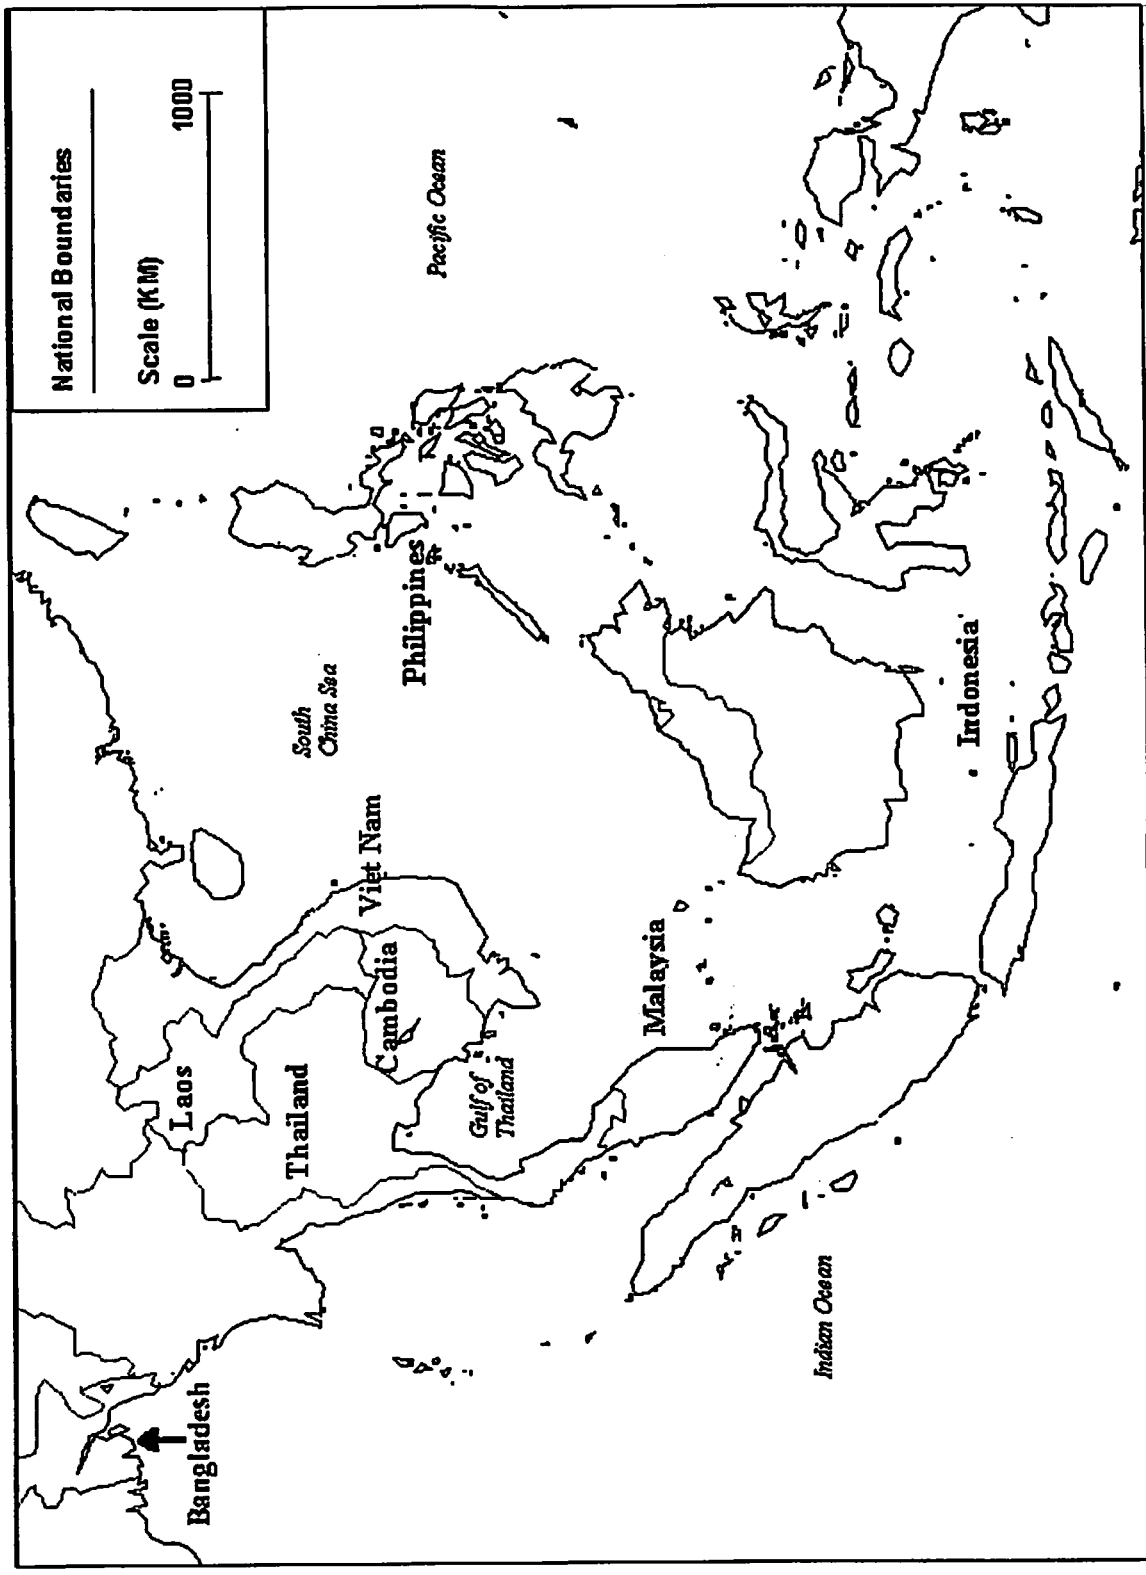 National Boundaries
Scale (KM)
0 1000
Pacific Ocean
South
China Sea
Philippines
Viet Nam
Laos
Cambodia
Thailand
Gulf of
Thailand
Bangladesh
Malaysia
Indonesia
Indian Ocean